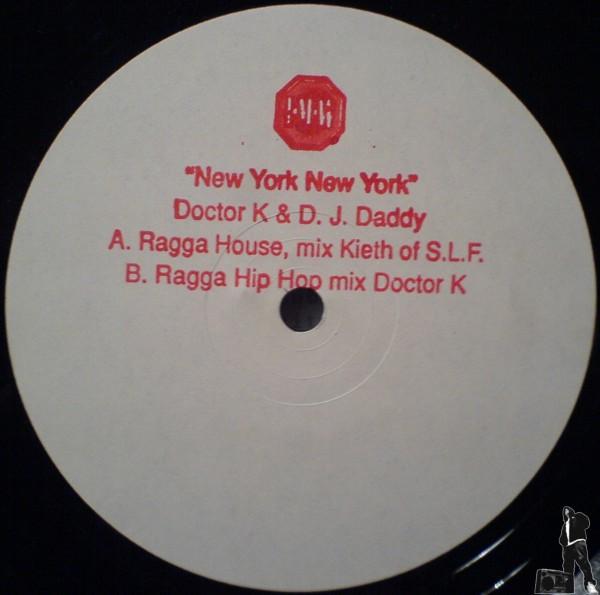 "New York New York"
Doctor K & D. J. Daddy
A. Ragga House, mix Kieth of S.L.F.
B. Ragga Hip Hop mix Doctor K